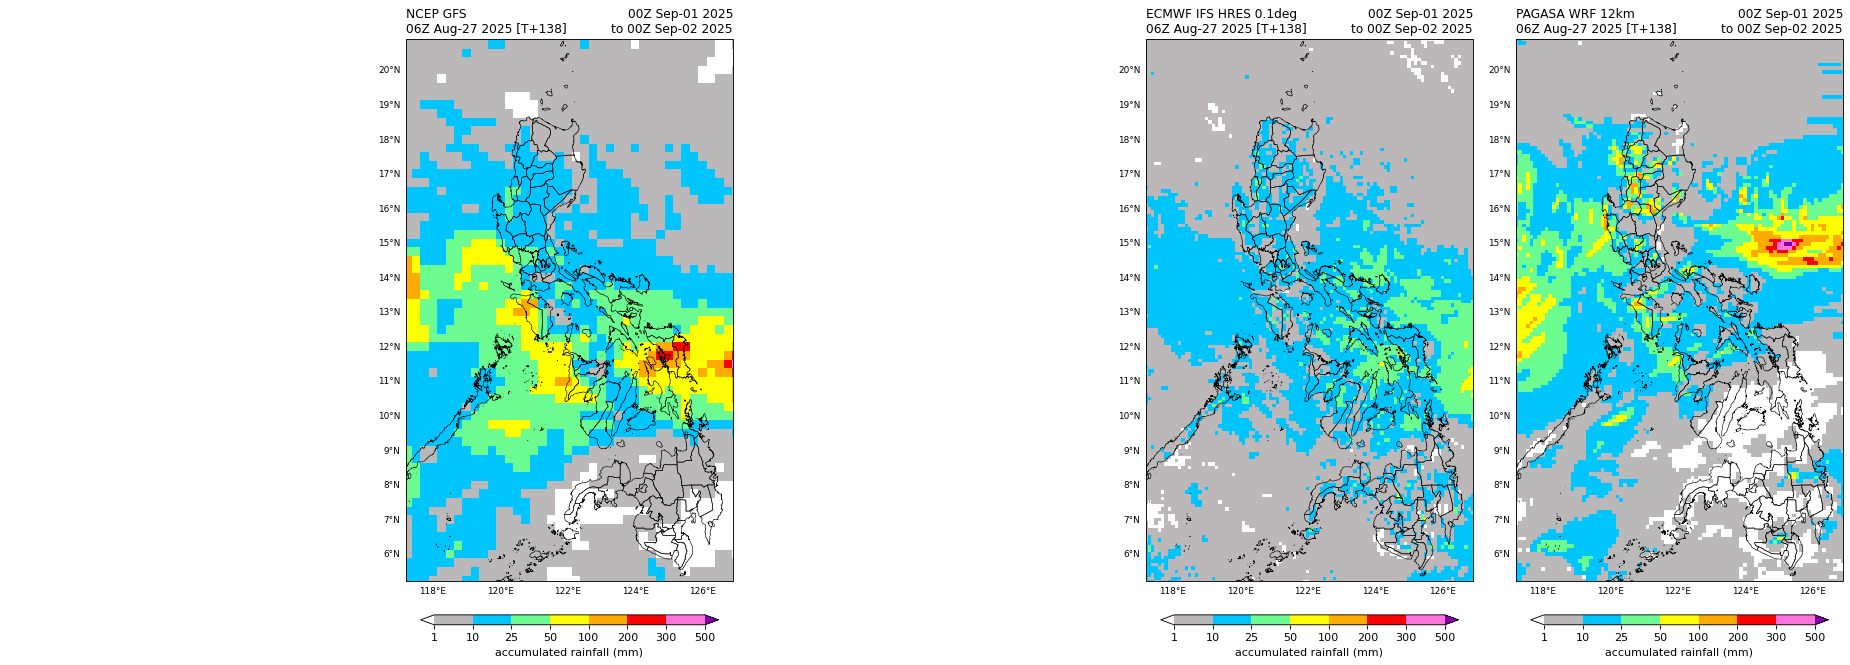 NCEP GFS 00Z Sep-01 2025
06Z Aug-27 2025 [T+138] to 00Z Sep-02 2025
20°N
19°N
18°N
17°N
16°N
15°N
14°N
13°N
12°N
11°N
10°N
9°N
8°N
7°N
6°N
118°E 120°E 122°E 124°E 126°E
1 10 25 50 100 200 300 500
accumulated rainfall (mm)
ECMWF IFS HRES 0.1deg 00Z Sep-01 2025
06Z Aug-27 2025 [T+138] to 00Z Sep-02 2025
20°N
19°N
18°N
17°N
16°N
15°N
14°N
13°N
12°N
11°N
10°N
9°N
8°N
7°N
6°N
118°E 120°E 122°E 124°E 126°E
1 10 25 50 100 200 300 500
accumulated rainfall (mm)
PAGASA WRF 12km 00Z Sep-01 2025
06Z Aug-27 2025 [T+138] to 00Z Sep-02 2025
20°N
19°N
18°N
17°N
16°N
15°N
14°N
13°N
12°N
11°N
10°N
9°N
8°N
7°N
6°N
118°E 120°E 122°E 124°E 126°E
1 10 25 50 100 200 300 500
accumulated rainfall (mm)